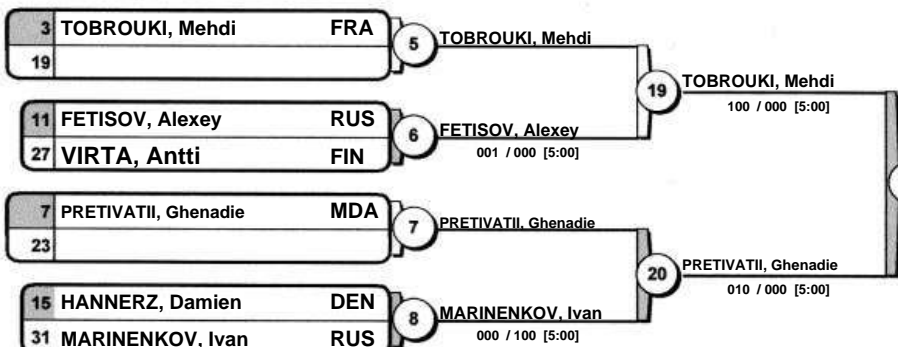 3 TOBROUKI, Mehdi FRA
19
5
TOBROUKI, Mehdi
11 FETISOV, Alexey RUS
27 VIRTA, Antti FIN
6
FETISOV, Alexey
001 / 000 [5:00]
19
TOBROUKI, Mehdi
100 / 000 [5:00]
7 PRETIVATII, Ghenadie MDA
23
7
PRETIVATII, Ghenadie
15 HANNERZ, Damien DEN
31 MARINENKOV, Ivan RUS
8
MARINENKOV, Ivan
000 / 100 [5:00]
20
PRETIVATII, Ghenadie
010 / 000 [5:00]